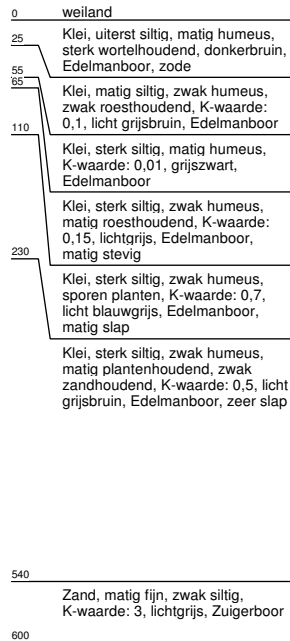 0 weiland
Klei, uiterst siltig, matig humeus,
25 sterk wortelhoudend, donkerbruin,
Edelmanboor, zode
55 Klei, matig siltig, zwak humeus,
65 zwak roesthoudend, K-waarde:
0,1, licht grijsbruin, Edelmanboor
110 Klei, sterk siltig, matig humeus,
K-waarde: 0,01, grijszwart,
Edelmanboor
Klei, sterk siltig, zwak humeus,
matig roesthoudend, K-waarde:
0,15, lichtgrijs, Edelmanboor,
230 matig stevig
Klei, sterk siltig, zwak humeus,
sporen planten, K-waarde: 0,7,
licht blauwgrijs, Edelmanboor,
matig slap
Klei, sterk siltig, zwak humeus,
matig plantenhoudend, zwak
zandhoudend, K-waarde: 0,5, licht
grijsbruin, Edelmanboor, zeer slap
540
Zand, matig fijn, zwak siltig,
K-waarde: 3, lichtgrijs, Zuigerboor
600